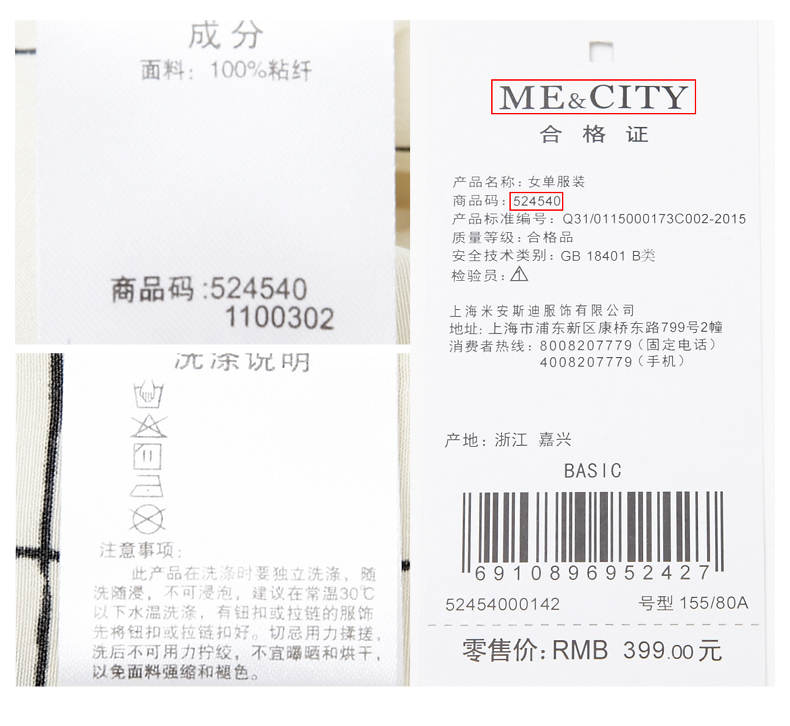 成分
面料：100%粘纤
商品码:524540
1100302
洗涤说明
注意事项:
此产品在洗涤时要独立洗涤，随
洗随浸，不可浸泡，建议在常温30℃
以下水温洗涤，有钮扣或拉链的服饰
先将钮扣或拉链扣好。切忌用力揉搓，
洗后不可用力拧绞，不宜曝晒和烘干，
以免面料强缩和褪色。
ME&CITY
合格证
产品名称:女单服装
商品码:524540
产品标准编号：Q31/0115000173C002-2015
质量等级:合格品
安全技术类别：GB 18401 B类
检验员:1
上海米安斯迪服饰有限公司
地址: 上海市浦东新区康桥东路799号2幢
消费者热线: 8008207779（固定电话）
4008207779（手机）
产地: 浙江 嘉兴
BASIC
6910896952427
52454000142 号型 155/80A
零售价: RMB 399.00 元